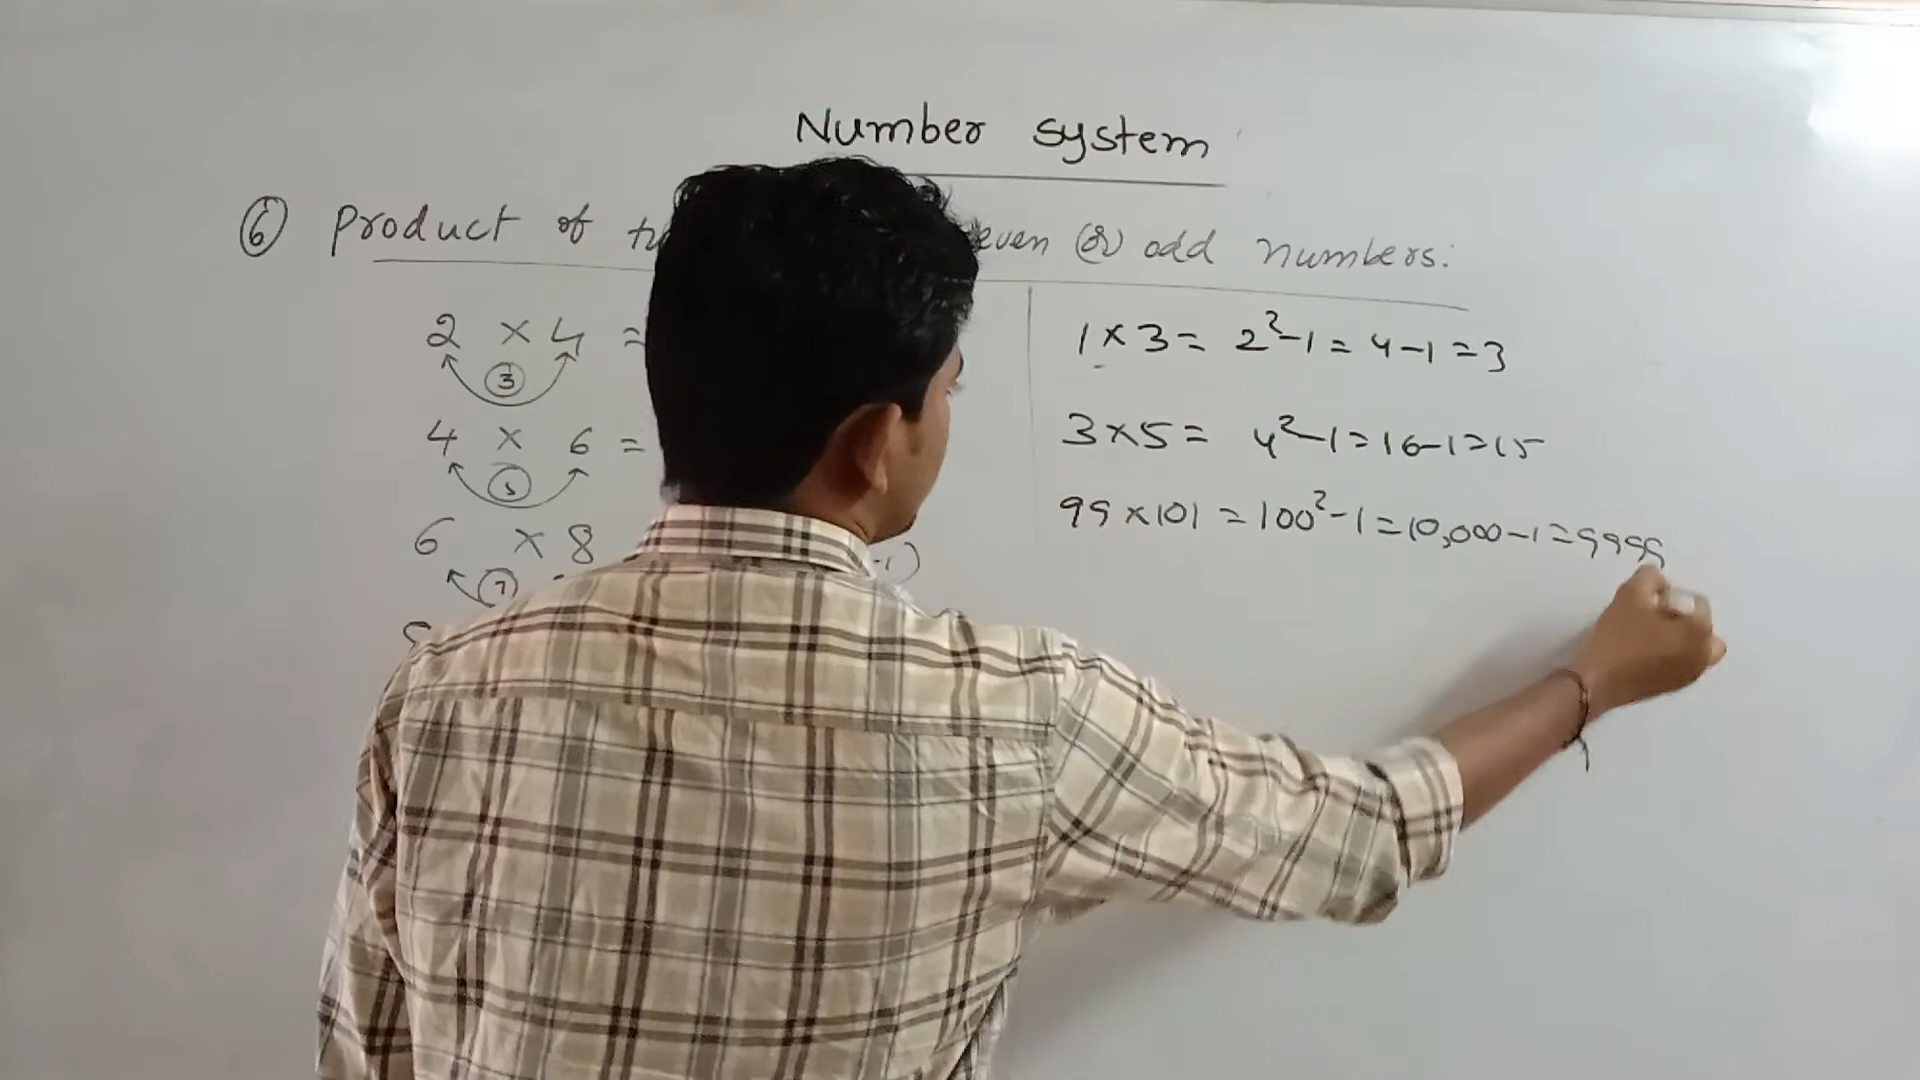 Number system
⑥ Product of even (or) odd numbers:
2 × 4 =
③
4 × 6 =
⑤
6 × 8 -1)
⑦
1 × 3 = 2²-1 = 4-1 = 3
3 × 5 = 4²-1 = 16-1 = 15
99 × 101 = 100²-1 = 10,000-1 = 9999